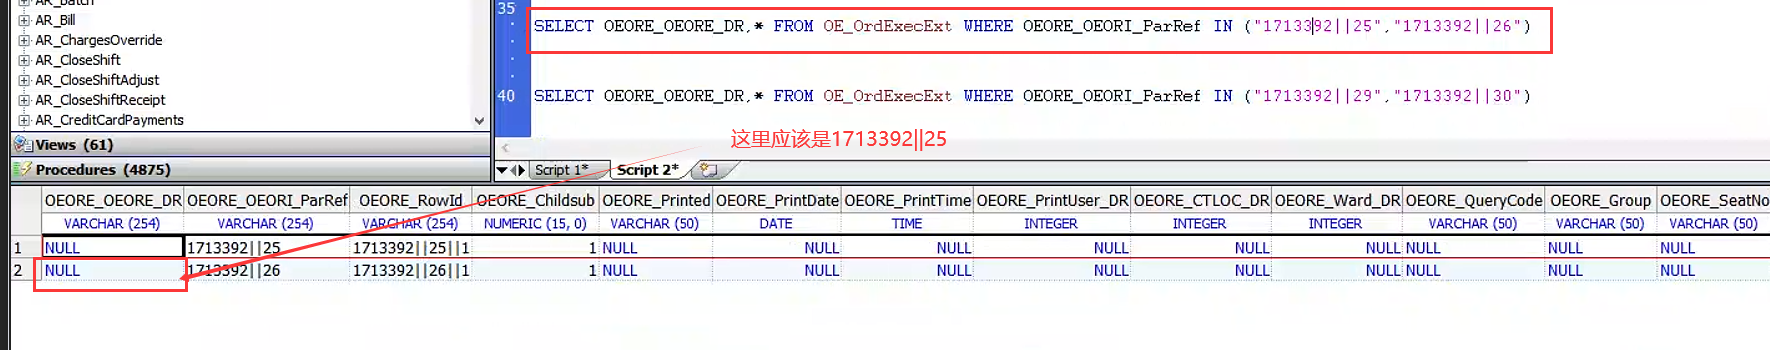 AR_Batch
AR_Bill
AR_ChargesOverride
AR_CloseShift
AR_CloseShiftAdjust
AR_CloseShiftReceipt
AR_CreditCardPayments
Views (61)
Procedures (4875)
35
SELECT OEORE_OEORE_DR,* FROM OE_OrdExecExt WHERE OEORE_OEORI_ParRef IN ("1713392||25","1713392||26")
40 SELECT OEORE_OEORE_DR,* FROM OE_OrdExecExt WHERE OEORE_OEORI_ParRef IN ("1713392||29","1713392||30")
这里应该是1713392||25
Script 1* Script 2*
OEORE_OEORE_DR OEORE_OEORI_ParRef OEORE_RowId OEORE_Childsub OEORE_Printed OEORE_PrintDate OEORE_PrintTime OEORE_PrintUser_DR OEORE_CTLOC_DR OEORE_Ward_DR OEORE_QueryCode OEORE_Group OEORE_SeatNo
VARCHAR (254) VARCHAR (254) VARCHAR (254) NUMERIC (15, 0) VARCHAR (50) DATE TIME INTEGER INTEGER INTEGER VARCHAR (50) VARCHAR (50) VARCHAR (50)
1 NULL 1713392||25 1713392||25||1 1 NULL NULL NULL NULL NULL NULL NULL NULL NULL
2 NULL 1713392||26 1713392||26||1 1 NULL NULL NULL NULL NULL NULL NULL NULL NULL